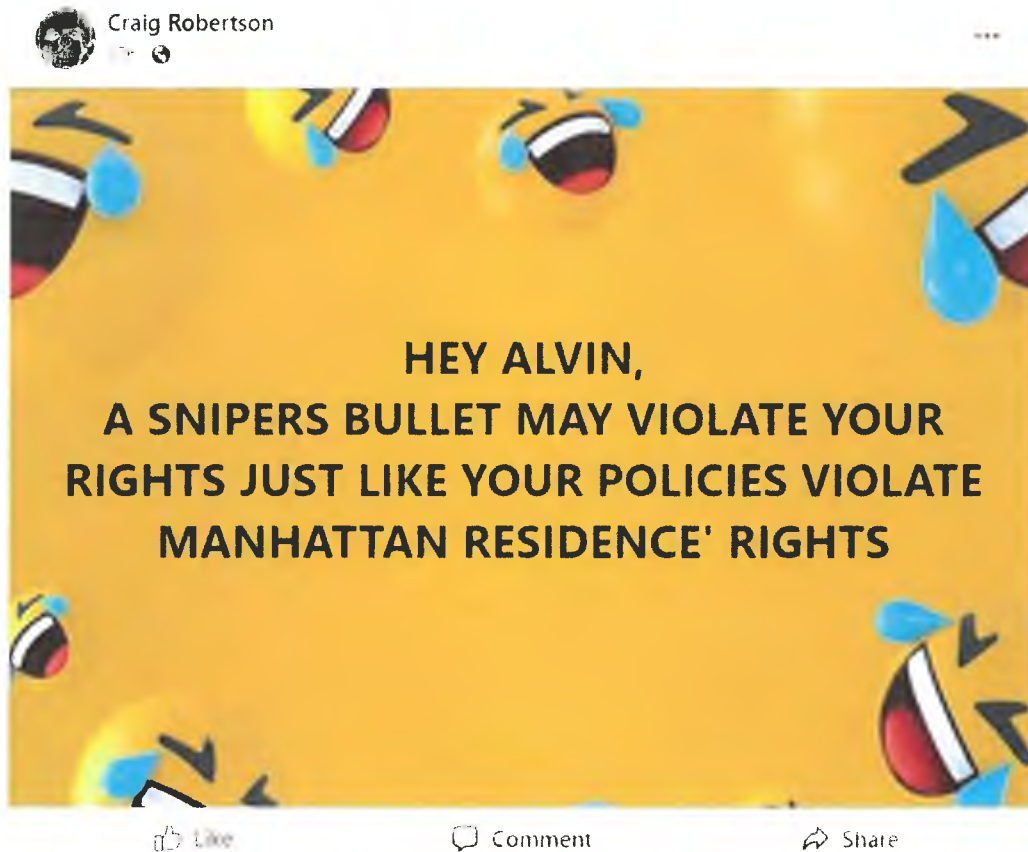 Craig Robertson
HEY ALVIN,
A SNIPERS BULLET MAY VIOLATE YOUR
RIGHTS JUST LIKE YOUR POLICIES VIOLATE
MANHATTAN RESIDENCE' RIGHTS
Like Comment Share